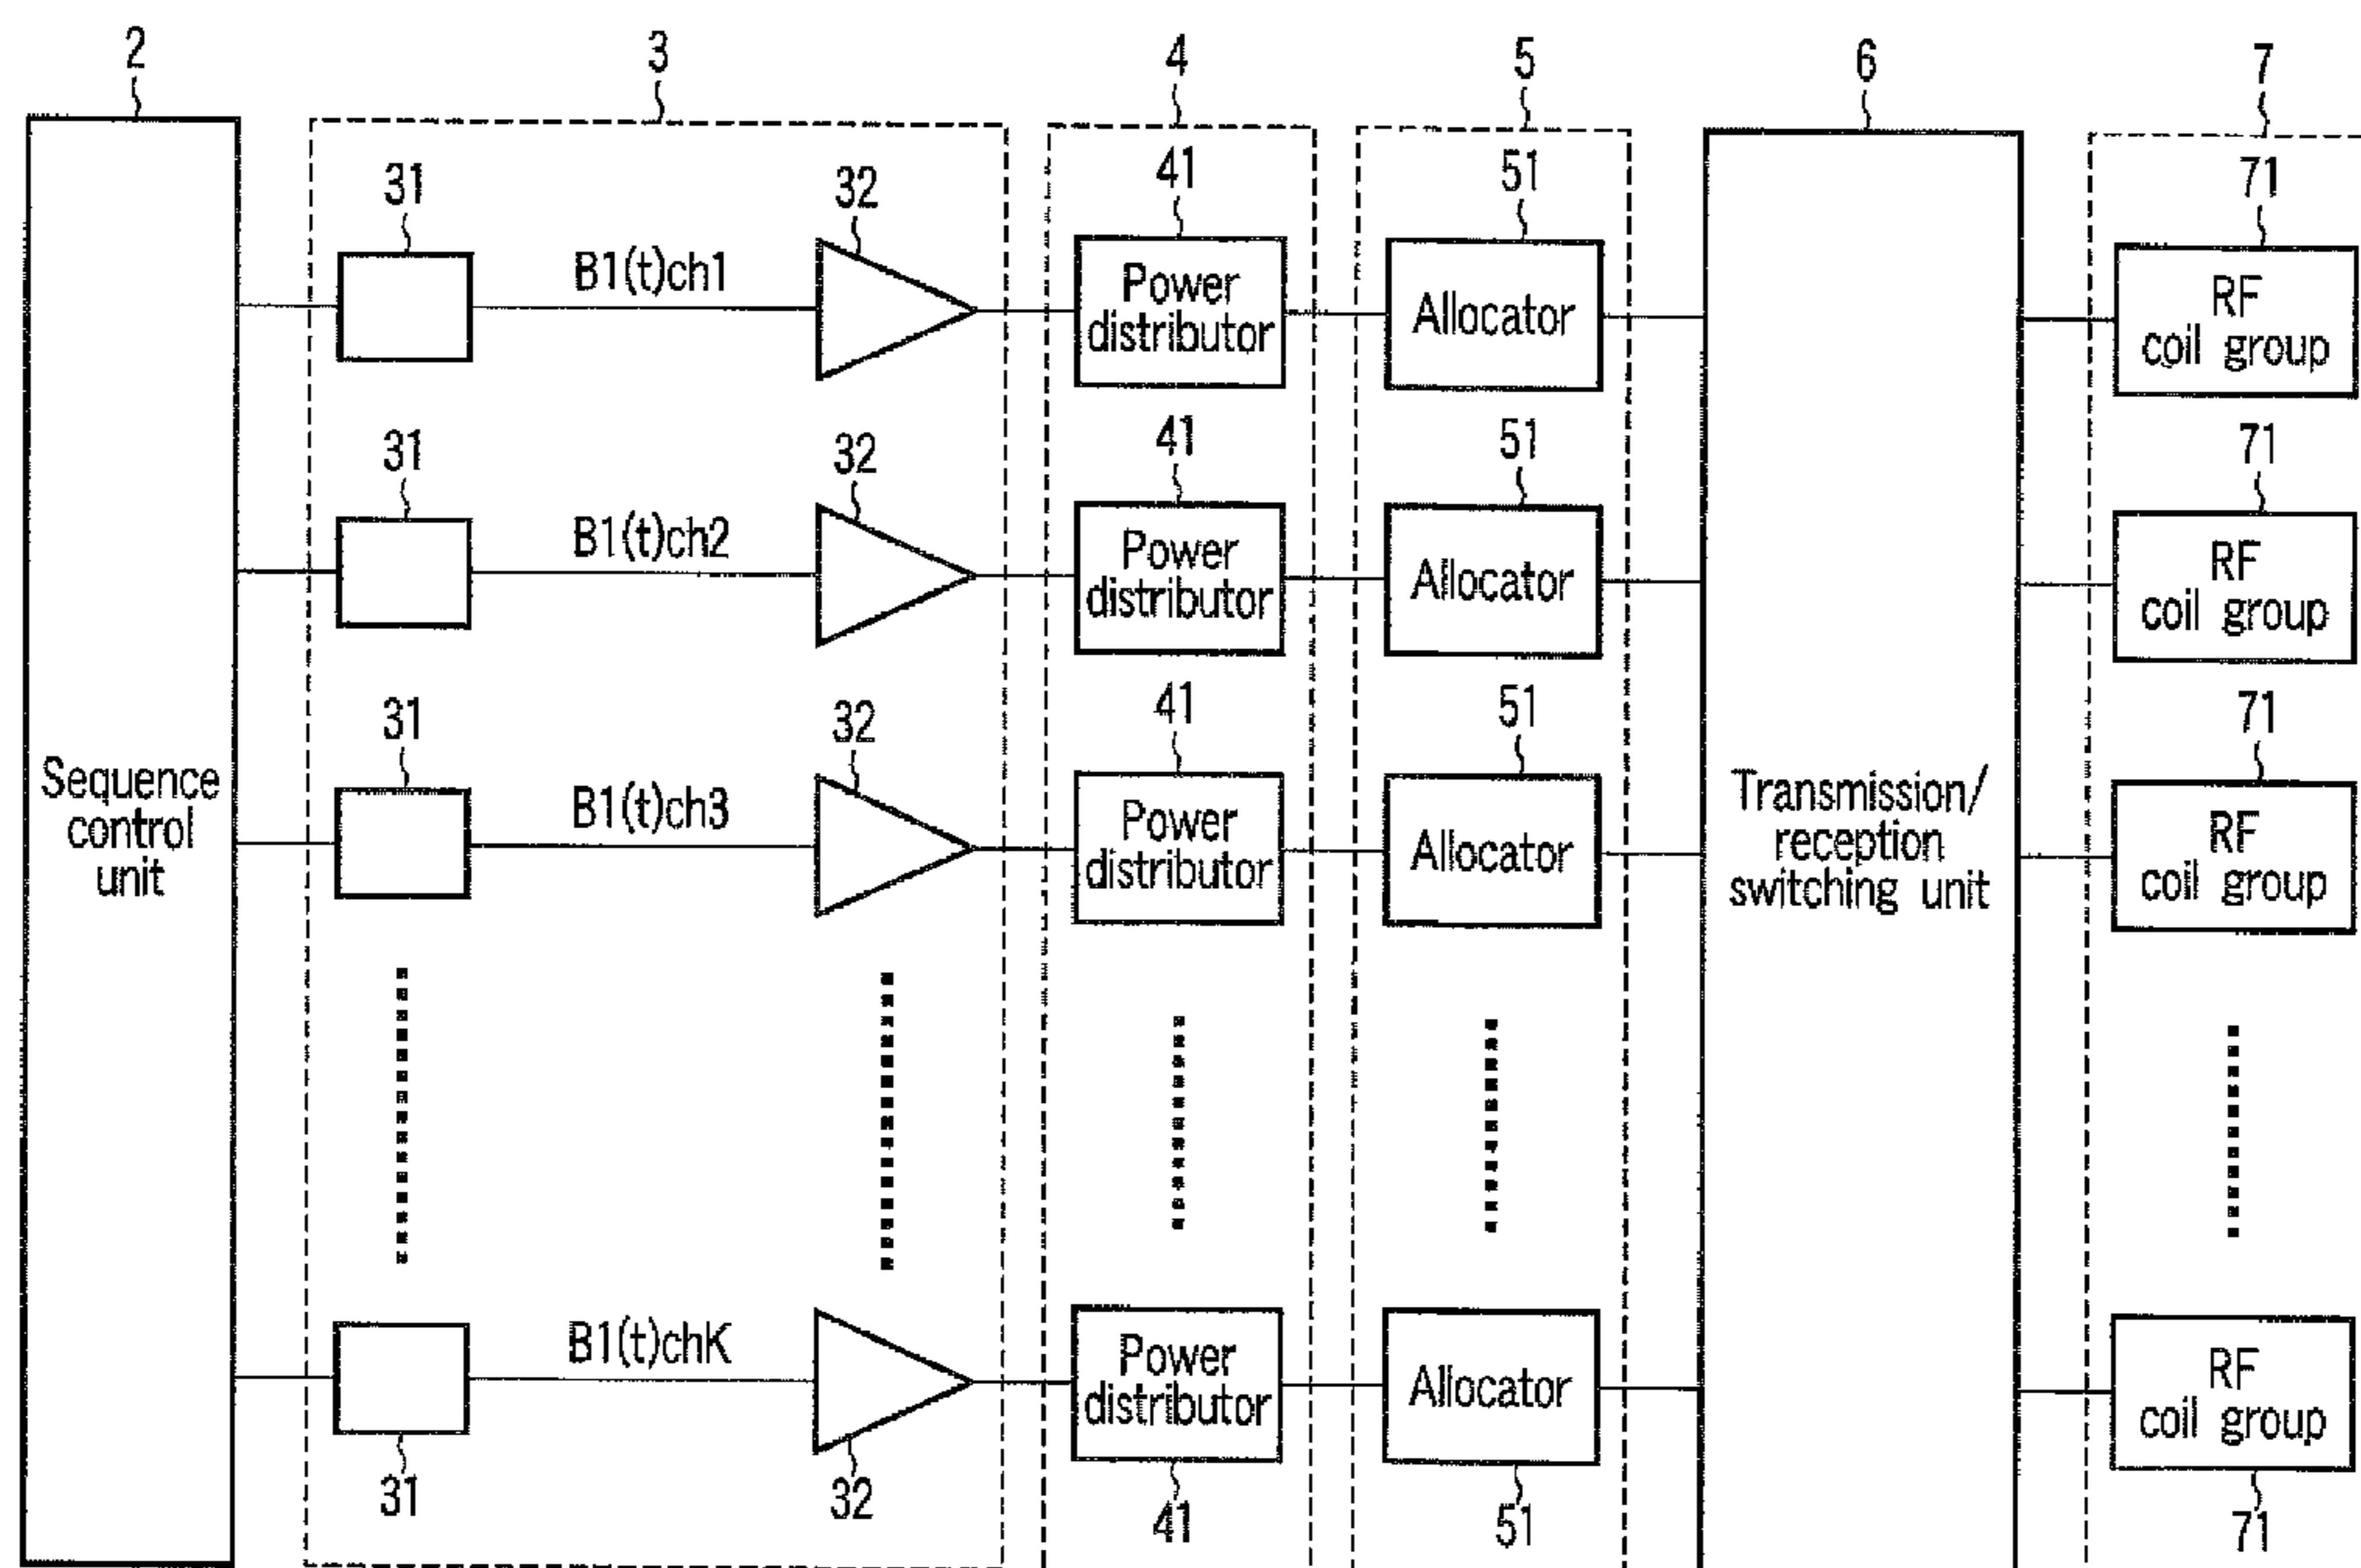 2
3
4
5
6
7
31
32
41
51
71
B1(t)ch1
Power
distributor
Allocator
RF
coil group
31
32
41
51
71
B1(t)ch2
Power
distributor
Allocator
RF
coil group
31
32
41
51
71
Sequence
control
unit
B1(t)ch3
Power
distributor
Allocator
Transmission/
reception
switching unit
RF
coil group
B1(t)chK
Power
distributor
Allocator
RF
coil group
31
32
41
51
71